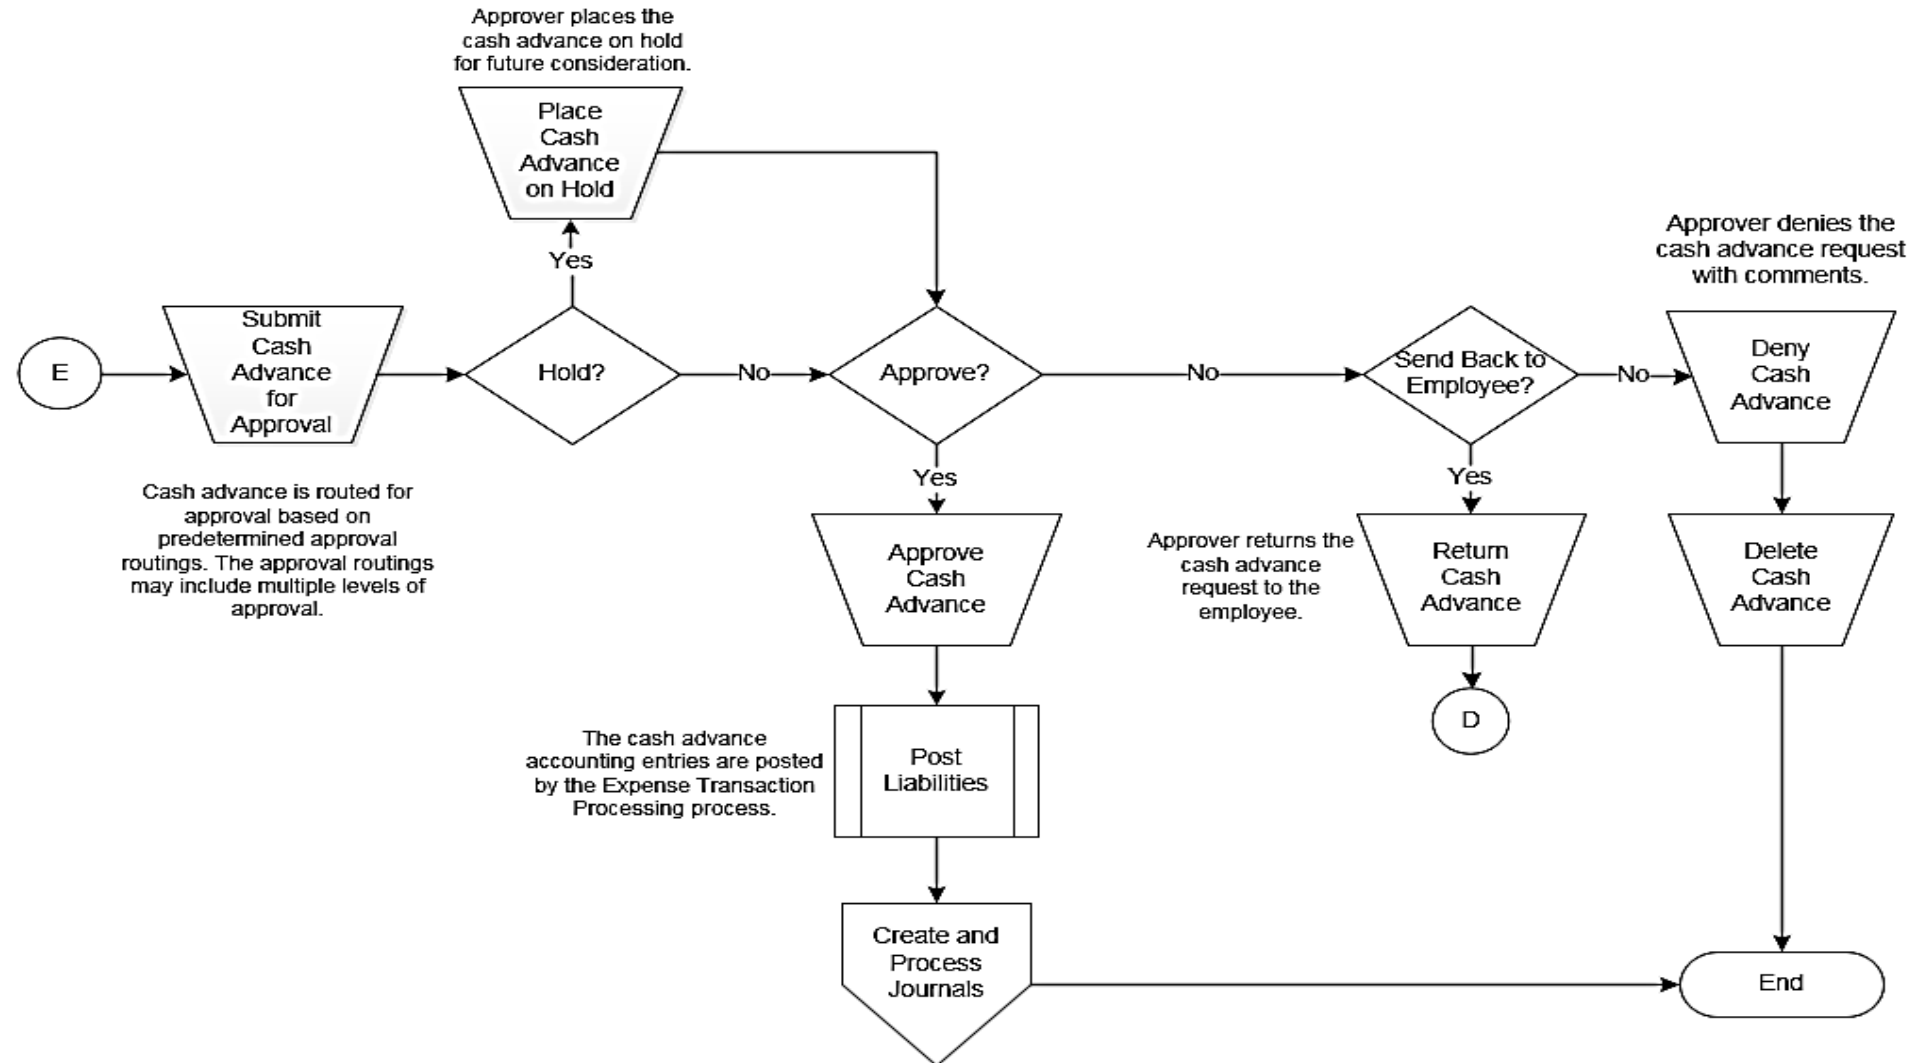 Approver places the
cash advance on hold
for future consideration.
Place
Cash
Advance
on Hold
Yes
Approver denies the
cash advance request
with comments.
E
Submit
Cash
Advance
for
Approval
Hold?
No
Approve?
No
Send Back to
Employee?
No
Deny
Cash
Advance
Cash advance is routed for
approval based on
predetermined approval
routings. The approval routings
may include multiple levels of
approval.
Yes
Yes
Approve
Cash
Advance
Approver returns the
cash advance
request to the
employee.
Return
Cash
Advance
Delete
Cash
Advance
D
The cash advance
accounting entries are posted
by the Expense Transaction
Processing process.
Post
Liabilities
Create and
Process
Journals
End